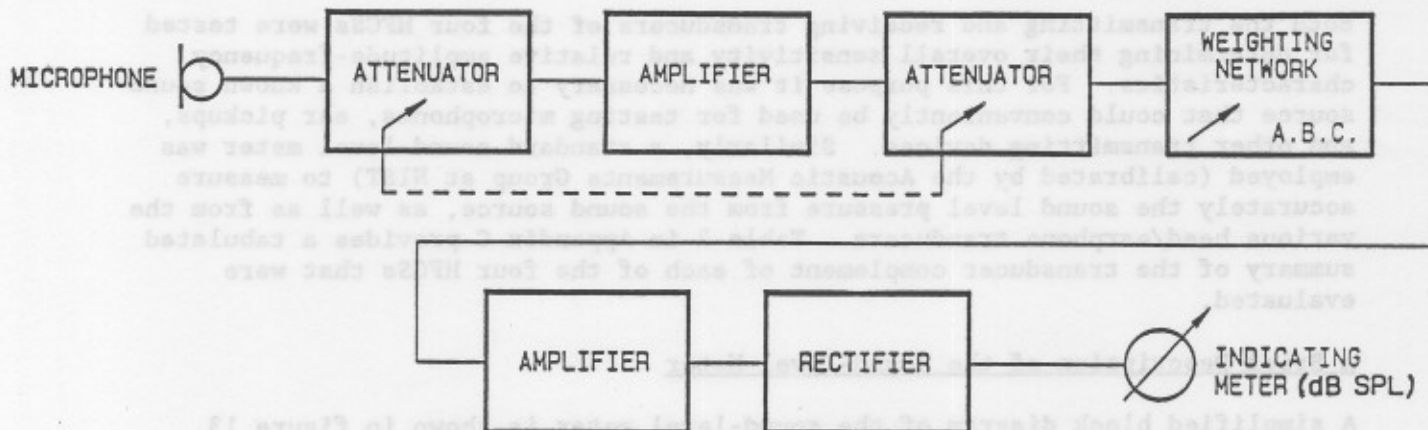 MICROPHONE
ATTENUATOR
AMPLIFIER
ATTENUATOR
WEIGHTING
NETWORK
A.B.C.
AMPLIFIER
RECTIFIER
INDICATING
METER (dB SPL)